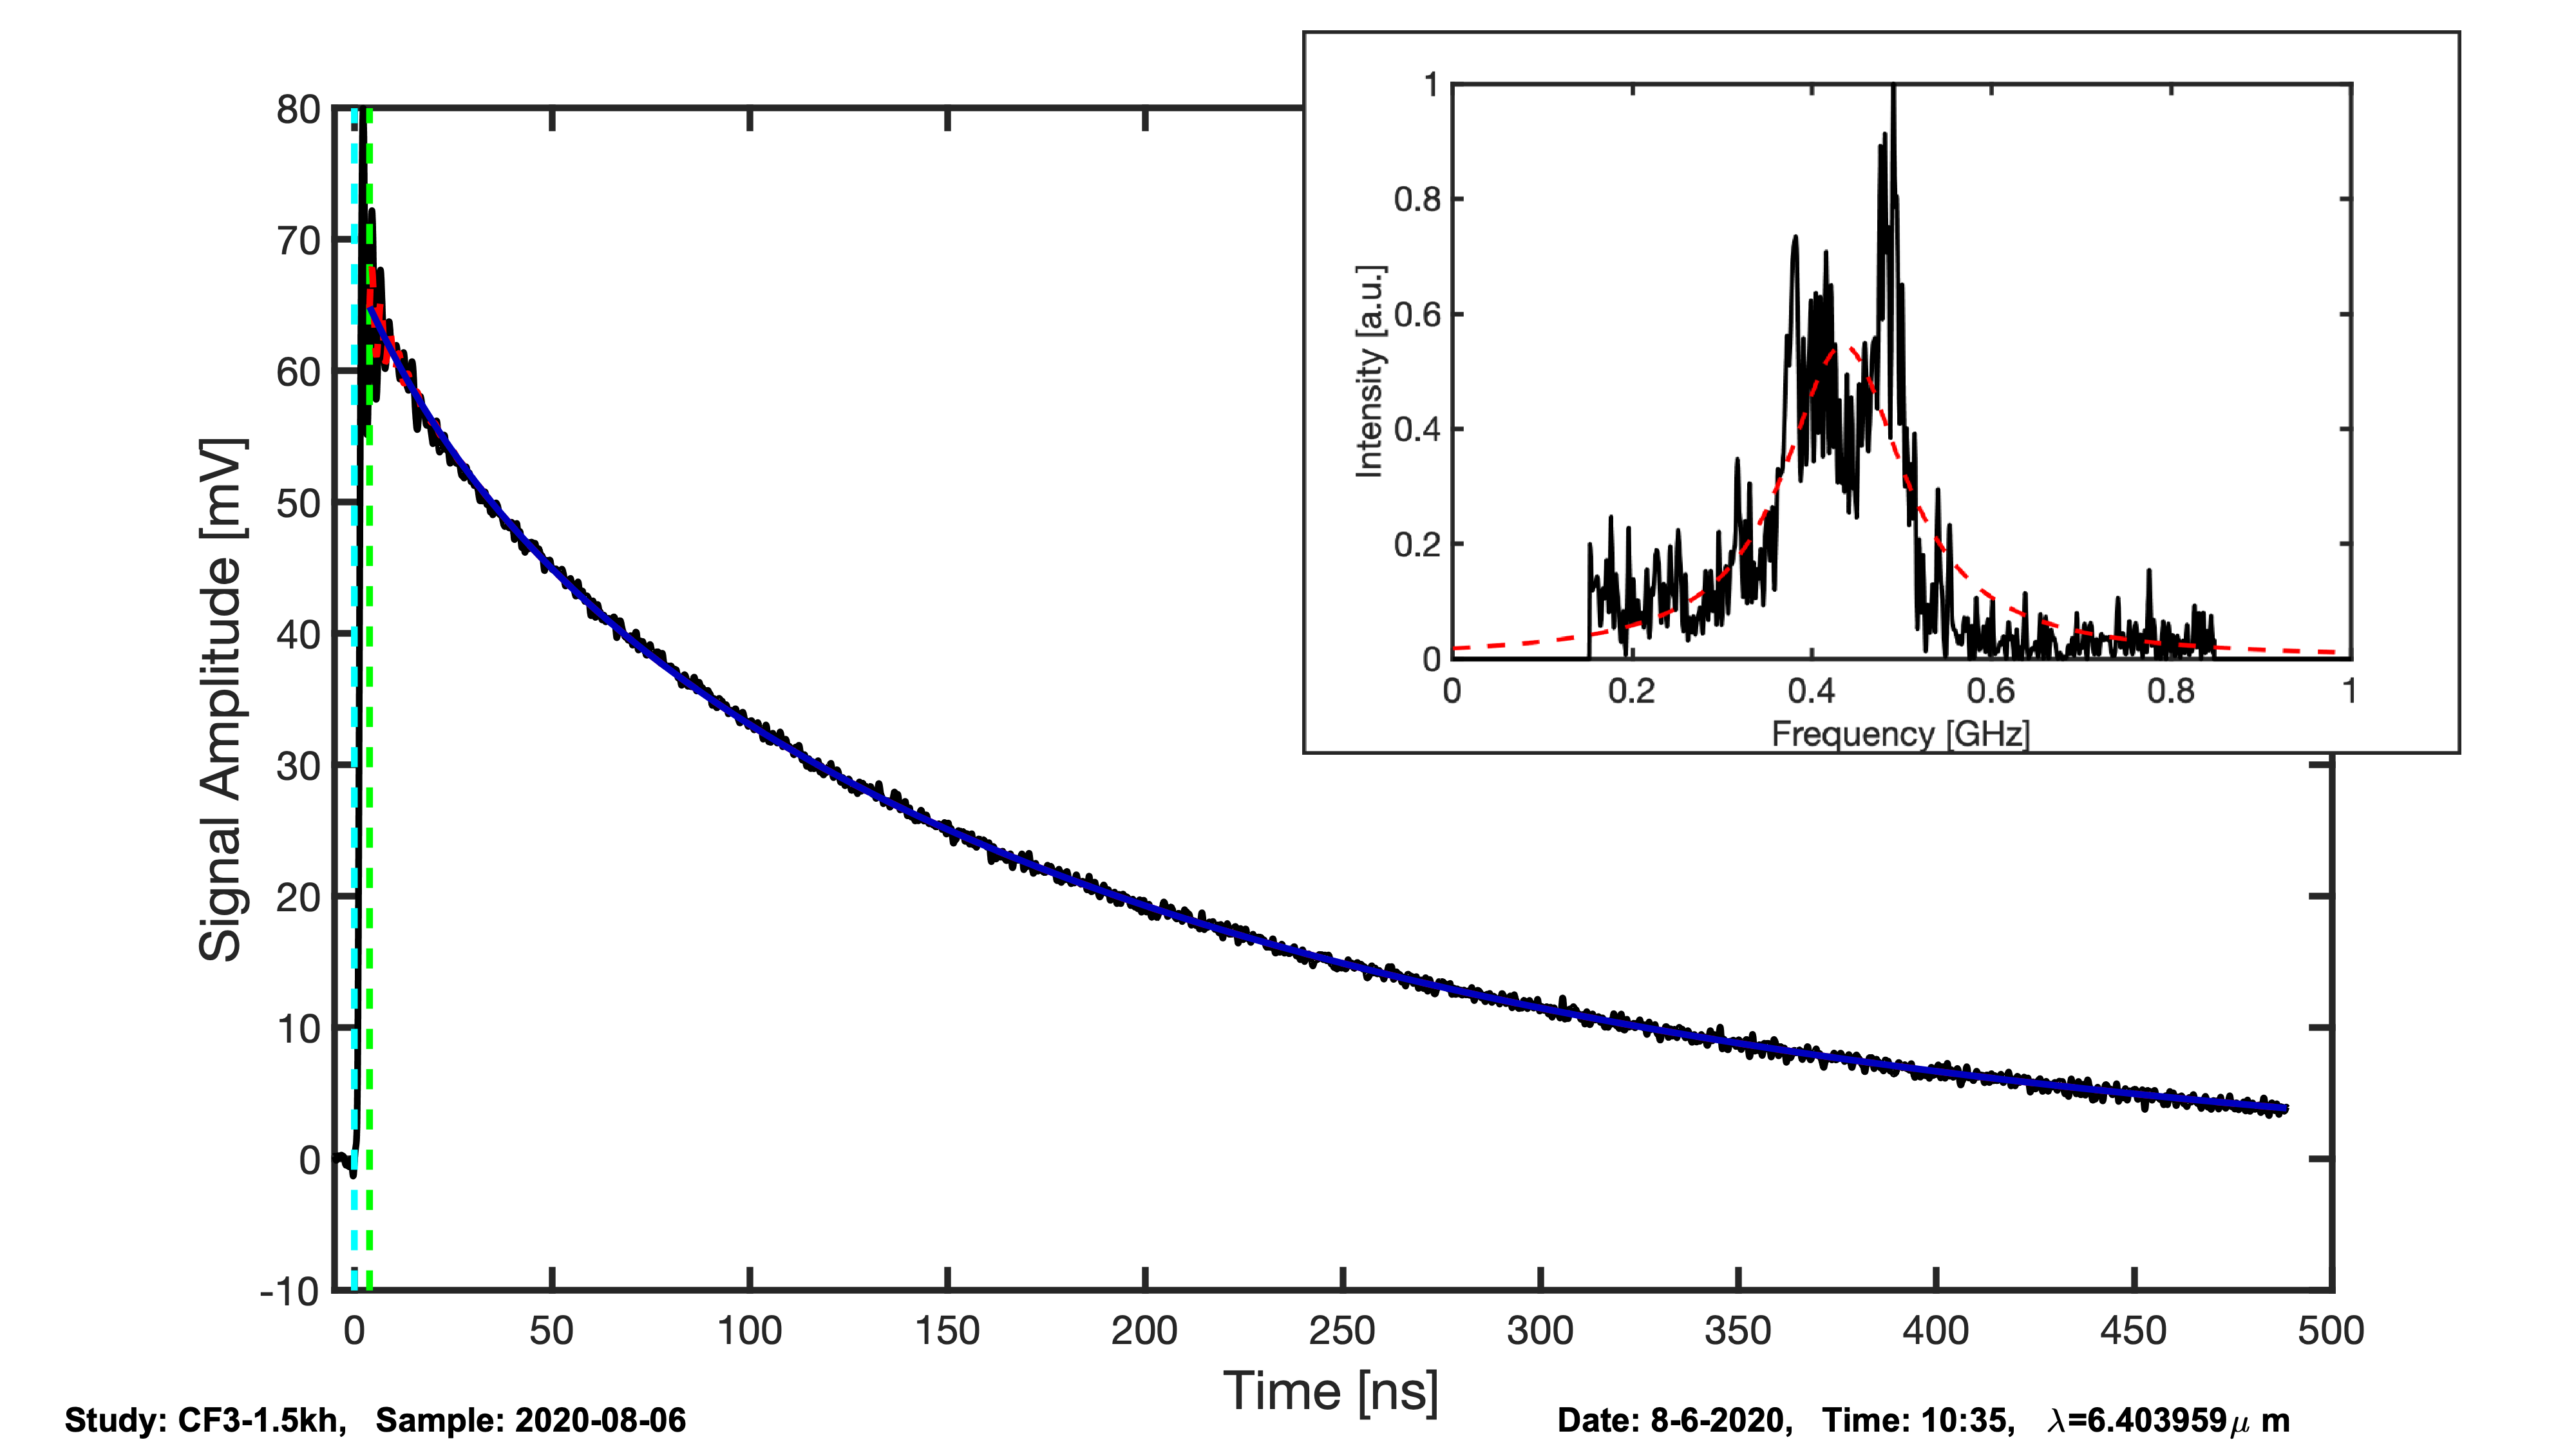 80
70
60
50
40
30
20
10
0
-10
Signal Amplitude [mV]
0 50 100 150 200 250 300 350 400 450 500
Time [ns]
1
0.8
0.6
0.4
0.2
0
Intensity [a.u.]
0 0.2 0.4 0.6 0.8 1
Frequency [GHz]
Study: CF3-1.5kh, Sample: 2020-08-06
Date: 8-6-2020, Time: 10:35, λ=6.403959μ m